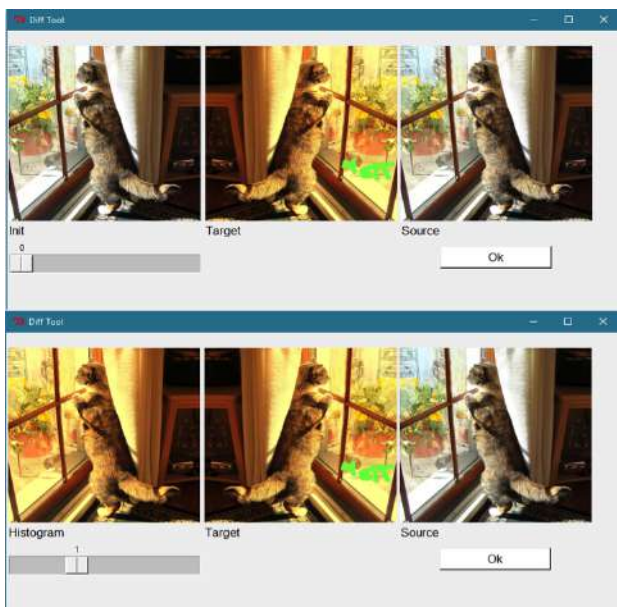 Diff Tool
Init Target Source
0
Ok
Diff Tool
Histogram Target Source
1
Ok